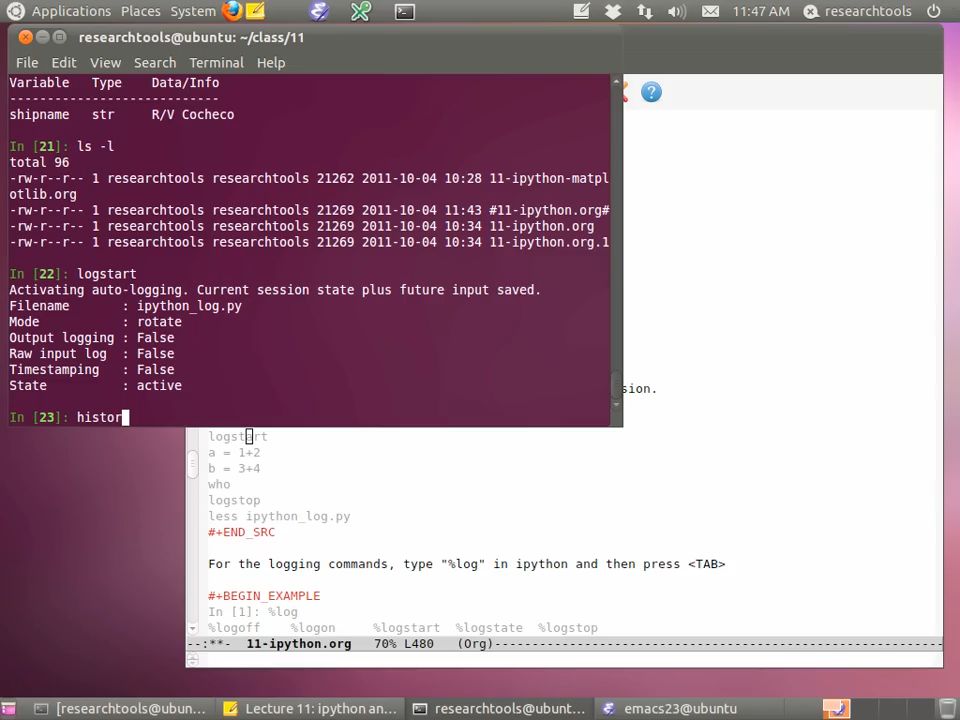 Applications Places System 11:47 AM researchtools
researchtools@ubuntu: ~/class/11
File Edit View Search Terminal Help
Variable   Type    Data/Info
----------------------------
shipname   str     R/V Cocheco
In [21]: ls -l
total 96
-rw-r--r-- 1 researchtools researchtools 21262 2011-10-04 10:28 11-ipython-matpl
otlib.org
-rw-r--r-- 1 researchtools researchtools 21269 2011-10-04 11:43 #11-ipython.org#
-rw-r--r-- 1 researchtools researchtools 21269 2011-10-04 10:34 11-ipython.org
-rw-r--r-- 1 researchtools researchtools 21269 2011-10-04 10:34 11-ipython.org.1
In [22]: logstart
Activating auto-logging. Current session state plus future input saved.
Filename       : ipython_log.py
Mode           : rotate
Output logging : False
Raw input log  : False
Timestamping   : False
State          : active
sion.
In [23]: histor
logstart
a = 1+2
b = 3+4
who
logstop
less ipython_log.py
#+END_SRC
For the logging commands, type "%log" in ipython and then press <TAB>
#+BEGIN_EXAMPLE
In [1]: %log
%logoff    %logon     %logstart  %logstate  %logstop
--:**-  11-ipython.org   70% L480   (Org)--------------------------------------------------
[researchtools@ubun... Lecture 11: ipython an... researchtools@ubunt... emacs23@ubuntu